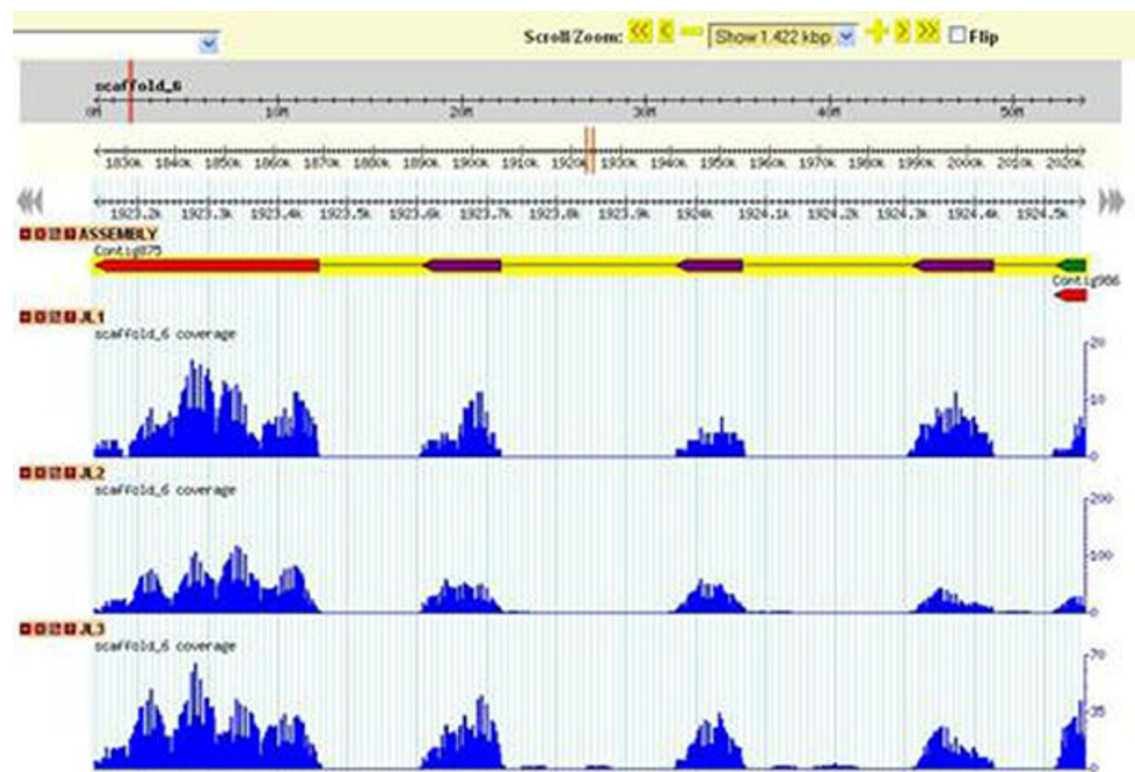 Scroll/Zoom: << < Show 1.422 kbp > >> Flip
scaffold_6
0m 10m 20m 30m 40m 50m
1830k 1840k 1850k 1860k 1870k 1880k 1890k 1900k 1910k 1920k 1930k 1940k 1950k 1960k 1970k 1980k 1990k 2000k 2010k 2020k
1923.2k 1923.3k 1923.4k 1923.5k 1923.6k 1923.7k 1923.8k 1923.9k 1924k 1924.1k 1924.2k 1924.3k 1924.4k 1924.5k
ASSEMBLY
Contig875
Contig986
JL1
scaffold_6 coverage
20
10
0
JL2
scaffold_6 coverage
200
100
0
JL3
scaffold_6 coverage
70
35
0